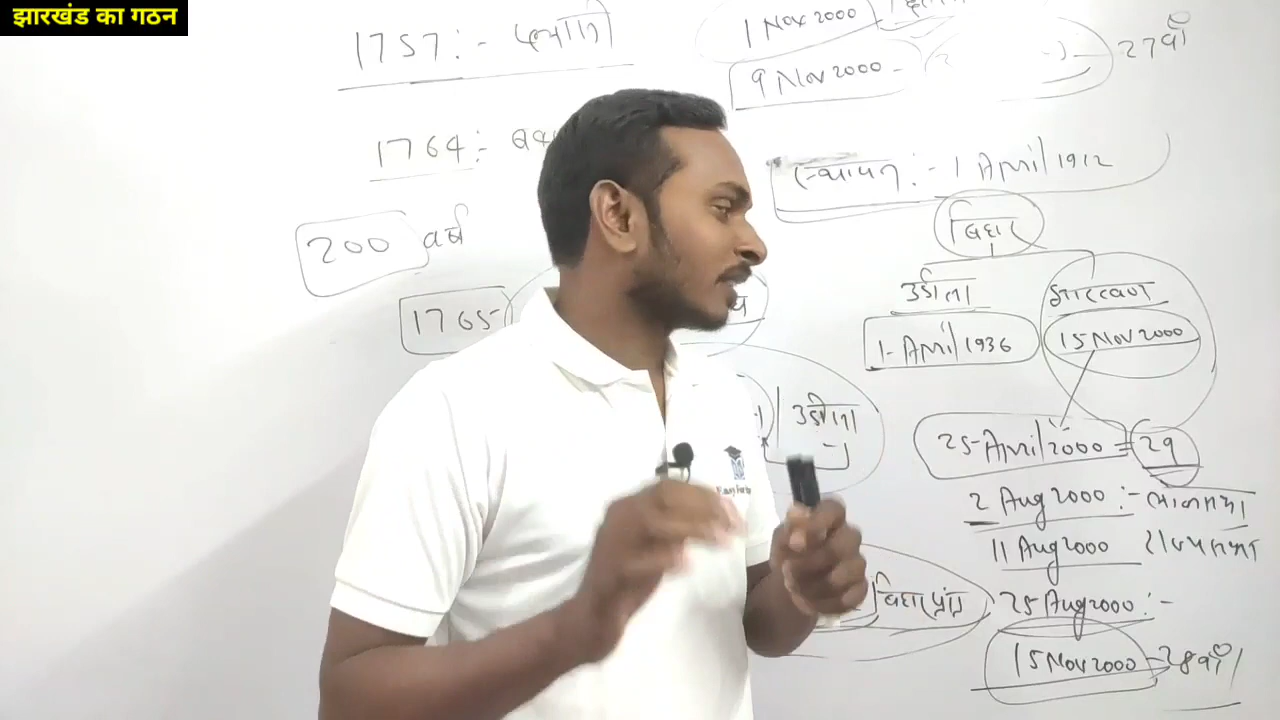 झारखंड का गठन
1757 :- प्लासी
1 Nov 2000
9 Nov 2000 - 27वाँ
1764 :-
स्थापना :- 1 April 1912
200 वर्ष
बिहार
1765
उड़ीसा झारखण्ड
1 April 1936 15 Nov 2000
उड़ीसा
25 April 2000 = 29
2 Aug 2000 :- लोकसभा
11 Aug 2000 राज्यसभा
बिहार प्रांत 25 Aug 2000 :-
15 Nov 2000 - 28वाँ